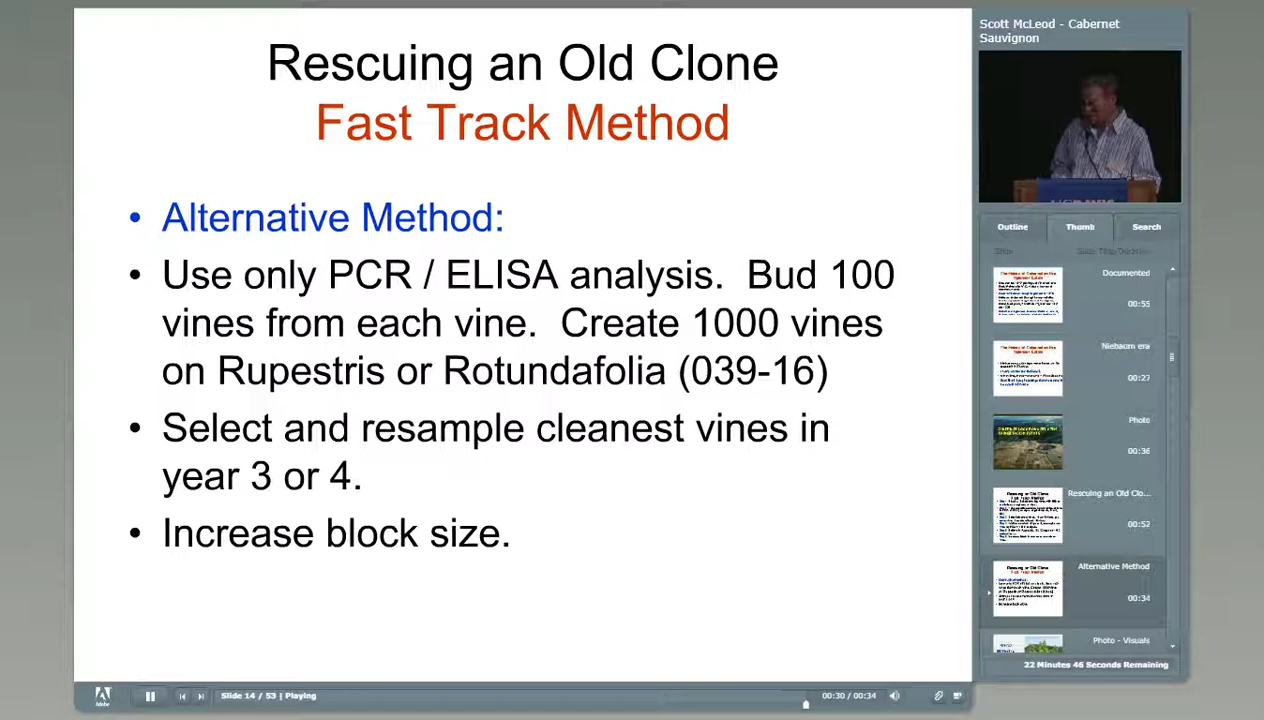 Rescuing an Old Clone
Fast Track Method
• Alternative Method:
• Use only PCR / ELISA analysis. Bud 100
vines from each vine. Create 1000 vines
on Rupestris or Rotundafolia (039-16)
• Select and resample cleanest vines in
year 3 or 4.
• Increase block size.
Scott McLeod - Cabernet
Sauvignon
Outline
Thumb
Search
Documented
00:55
Niebaum era
00:27
Photo
00:36
Rescuing an Old Clo...
00:52
Alternative Method
00:34
Photo - Visuals
22 Minutes 46 Seconds Remaining
Adobe
Slide 14 / 53 | Playing
00:30 / 00:34